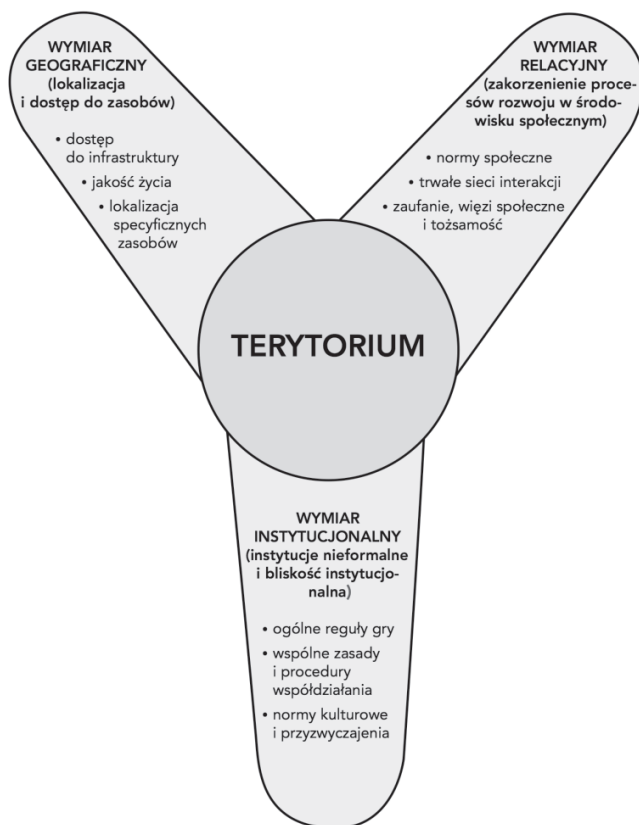 WYMIAR
GEOGRAFICZNY
(lokalizacja
i dostęp do zasobów)
• dostęp
do infrastruktury
• jakość życia
• lokalizacja
specyficznych
zasobów
WYMIAR
RELACYJNY
(zakorzenienie proce-
sów rozwoju w środo-
wisku społecznym)
• normy społeczne
• trwałe sieci interakcji
• zaufanie, więzi społeczne
i tożsamość
TERYTORIUM
WYMIAR
INSTYTUCJONALNY
(instytucje nieformalne
i bliskość instytucjo-
nalna)
• ogólne reguły gry
• wspólne zasady
i procedury
współdziałania
• normy kulturowe
i przyzwyczajenia